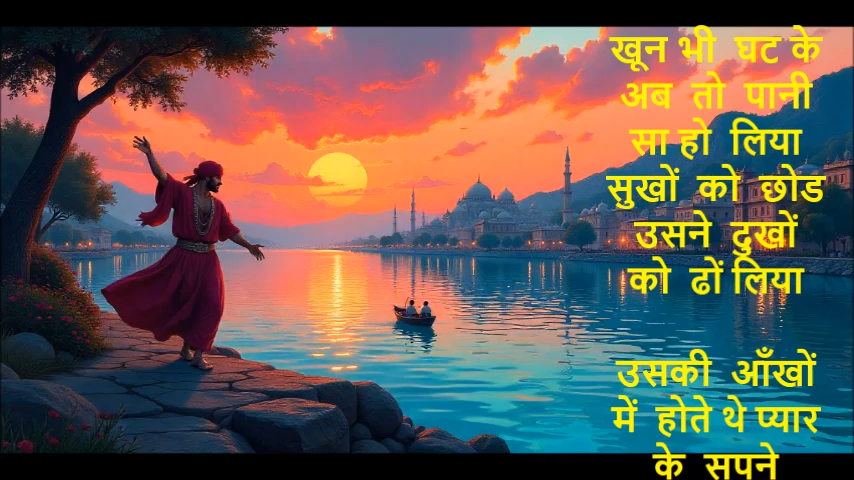 खून भी घट के
अब तो पानी
सा हो लिया
सुखों को छोड
उसने दुखों
को ढों लिया
उसकी आँखों
में होते थे प्यार
के सपने